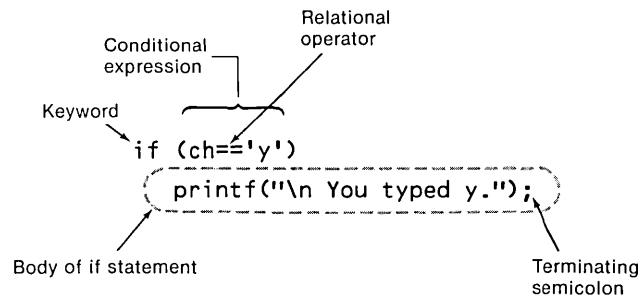 Relational
operator
Conditional
expression
Keyword
if (ch=='y')
printf("\n You typed y.");
Body of if statement
Terminating
semicolon